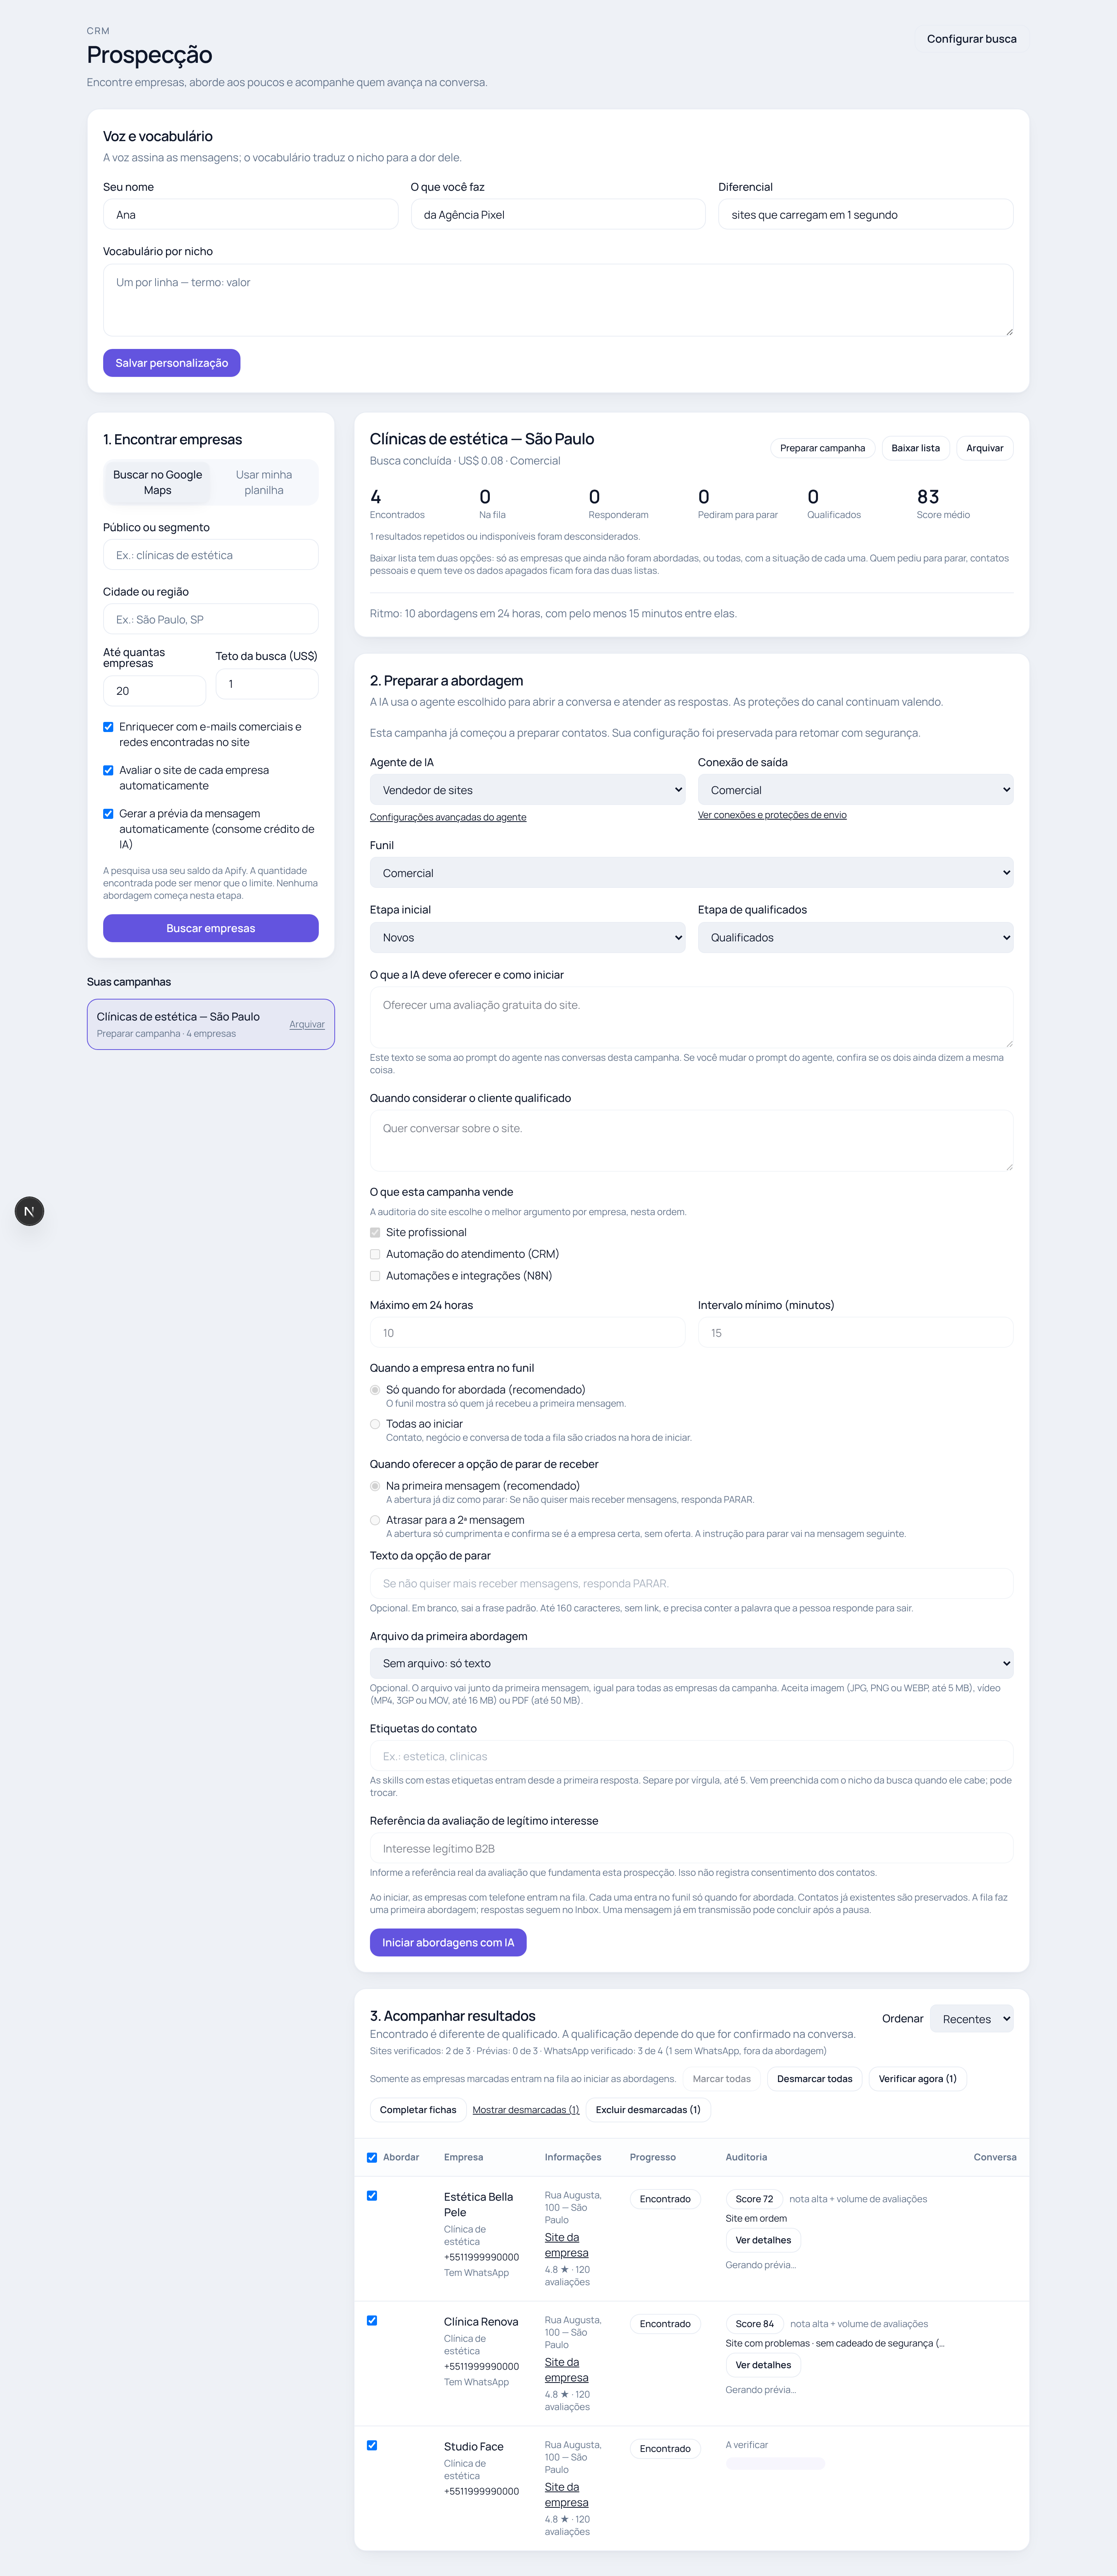 CRM
Prospecção
Encontre empresas, aborde aos poucos e acompanhe quem avança na conversa.
Configurar busca
Voz e vocabulário
A voz assina as mensagens; o vocabulário traduz o nicho para a dor dele.
Seu nome
O que você faz
Diferencial
Ana
da Agência Pixel
sites que carregam em 1 segundo
Vocabulário por nicho
Um por linha — termo: valor
Salvar personalização
1. Encontrar empresas
Buscar no Google
Maps
Usar minha
planilha
Público ou segmento
Ex.: clínicas de estética
Cidade ou região
Ex.: São Paulo, SP
Até quantas
empresas
Teto da busca (US$)
20
1
Enriquecer com e-mails comerciais e
redes encontradas no site
Avaliar o site de cada empresa
automaticamente
Gerar a prévia da mensagem
automaticamente (consome crédito de
IA)
A pesquisa usa seu saldo da Apify. A quantidade
encontrada pode ser menor que o limite. Nenhuma
abordagem começa nesta etapa.
Buscar empresas
Suas campanhas
Clínicas de estética — São Paulo
Preparar campanha · 4 empresas
Arquivar
Clínicas de estética — São Paulo
Busca concluída · US$ 0.08 · Comercial
Preparar campanha
Baixar lista
Arquivar
4
0
0
0
0
83
Encontrados
Na fila
Responderam
Pediram para parar
Qualificados
Score médio
1 resultados repetidos ou indisponíveis foram desconsiderados.
Baixar lista tem duas opções: só as empresas que ainda não foram abordadas, ou todas, com a situação de cada uma. Quem pediu para parar, contatos
pessoais e quem teve os dados apagados ficam fora das duas listas.
Ritmo: 10 abordagens em 24 horas, com pelo menos 15 minutos entre elas.
2. Preparar a abordagem
A IA usa o agente escolhido para abrir a conversa e atender as respostas. As proteções do canal continuam valendo.
Esta campanha já começou a preparar contatos. Sua configuração foi preservada para retomar com segurança.
Agente de IA
Conexão de saída
Vendedor de sites
Comercial
Configurações avançadas do agente
Ver conexões e proteções de envio
Funil
Comercial
Etapa inicial
Etapa de qualificados
Novos
Qualificados
O que a IA deve oferecer e como iniciar
Oferecer uma avaliação gratuita do site.
Este texto se soma ao prompt do agente nas conversas desta campanha. Se você mudar o prompt do agente, confira se os dois ainda dizem a mesma
coisa.
Quando considerar o cliente qualificado
Quer conversar sobre o site.
O que esta campanha vende
A auditoria do site escolhe o melhor argumento por empresa, nesta ordem.
Site profissional
Automação do atendimento (CRM)
Automações e integrações (N8N)
Máximo em 24 horas
Intervalo mínimo (minutos)
10
15
Quando a empresa entra no funil
Só quando for abordada (recomendado)
O funil mostra só quem já recebeu a primeira mensagem.
Todas ao iniciar
Contato, negócio e conversa de toda a fila são criados na hora de iniciar.
Quando oferecer a opção de parar de receber
Na primeira mensagem (recomendado)
A abertura já diz como parar: Se não quiser mais receber mensagens, responda PARAR.
Atrasar para a 2ª mensagem
A abertura só cumprimenta e confirma se é a empresa certa, sem oferta. A instrução para parar vai na mensagem seguinte.
Texto da opção de parar
Se não quiser mais receber mensagens, responda PARAR.
Opcional. Em branco, sai a frase padrão. Até 160 caracteres, sem link, e precisa conter a palavra que a pessoa responde para sair.
Arquivo da primeira abordagem
Sem arquivo: só texto
Opcional. O arquivo vai junto da primeira mensagem, igual para todas as empresas da campanha. Aceita imagem (JPG, PNG ou WEBP, até 5 MB), vídeo
(MP4, 3GP ou MOV, até 16 MB) ou PDF (até 50 MB).
Etiquetas do contato
Ex.: estetica, clinicas
As skills com estas etiquetas entram desde a primeira resposta. Separe por vírgula, até 5. Vem preenchida com o nicho da busca quando ele cabe; pode
trocar.
Referência da avaliação de legítimo interesse
Interesse legítimo B2B
Informe a referência real da avaliação que fundamenta esta prospecção. Isso não registra consentimento dos contatos.
Ao iniciar, as empresas com telefone entram na fila. Cada uma entra no funil só quando for abordada. Contatos já existentes são preservados. A fila faz
uma primeira abordagem; respostas seguem no Inbox. Uma mensagem já em transmissão pode concluir após a pausa.
Iniciar abordagens com IA
3. Acompanhar resultados
Encontrado é diferente de qualificado. A qualificação depende do que for confirmado na conversa.
Ordenar
Recentes
Sites verificados: 2 de 3 · Prévias: 0 de 3 · WhatsApp verificado: 3 de 4 (1 sem WhatsApp, fora da abordagem)
Somente as empresas marcadas entram na fila ao iniciar as abordagens.
Marcar todas
Desmarcar todas
Verificar agora (1)
Completar fichas
Mostrar desmarcadas (1)
Excluir desmarcadas (1)
Abordar
Empresa
Informações
Progresso
Auditoria
Conversa
Estética Bella
Pele
Clínica de
estética
+5511999990000
Tem WhatsApp
Rua Augusta,
100 — São
Paulo
Site da
empresa
4.8 ★ · 120
avaliações
Encontrado
Score 72
nota alta + volume de avaliações
Site em ordem
Ver detalhes
Gerando prévia…
Clínica Renova
Clínica de
estética
+5511999990000
Tem WhatsApp
Rua Augusta,
100 — São
Paulo
Site da
empresa
4.8 ★ · 120
avaliações
Encontrado
Score 84
nota alta + volume de avaliações
Site com problemas · sem cadeado de segurança (…
Ver detalhes
Gerando prévia…
Studio Face
Clínica de
estética
+5511999990000
Rua Augusta,
100 — São
Paulo
Site da
empresa
4.8 ★ · 120
avaliações
Encontrado
A verificar
N